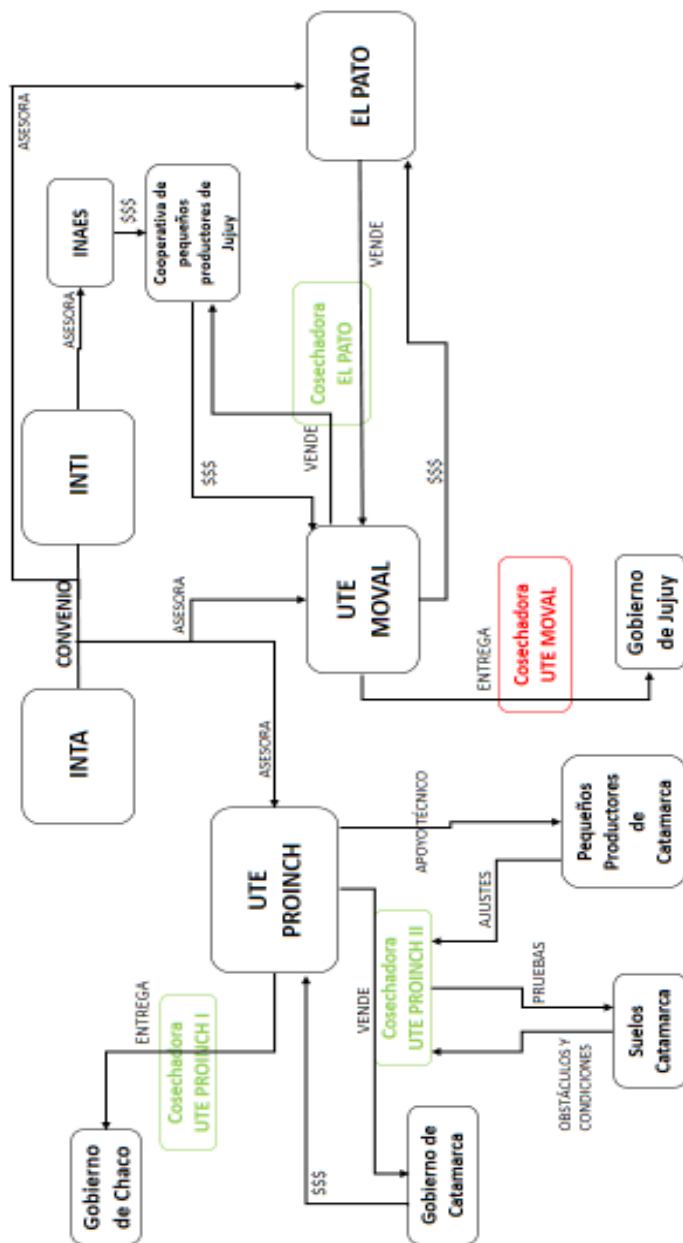 INTA
CONVENIO
INTI
ASESORA
INAES
$$$
Cooperativa de
pequeños
productores de
Jujuy
ASESORA
EL PATO
ASESORA
ASESORA
Gobierno
de Chaco
ENTREGA
Cosechadora
UTE PROINCH I
UTE
PROINCH
UTE
MOVAL
$$$
VENDE
Cosechadora
EL PATO
VENDE
$$$
$$$
VENDE
Gobierno de
Catamarca
Cosechadora
UTE PROINCH II
APOYO TÉCNICO
AJUSTES
PRUEBAS
OBSTÁCULOS Y
CONDICIONES
Suelos
Catamarca
Pequeños
Productores
de
Catamarca
ENTREGA
Cosechadora
UTE MOVAL
Gobierno
de Jujuy